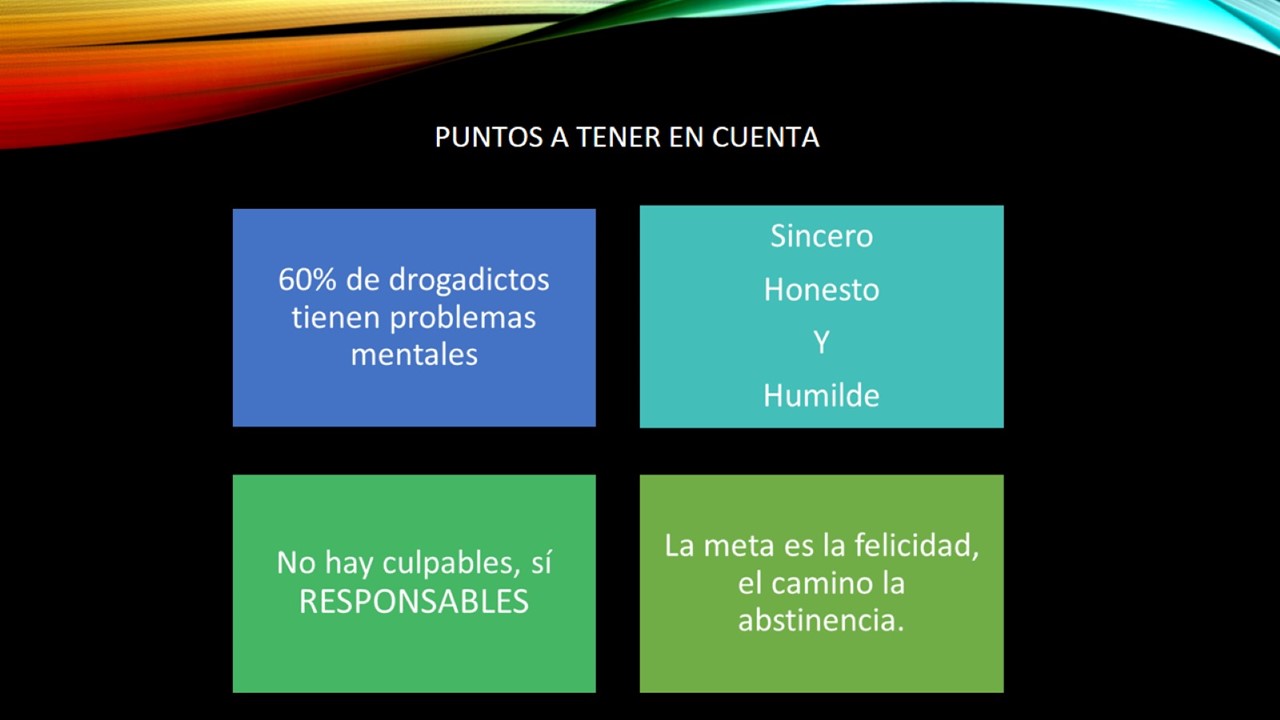 PUNTOS A TENER EN CUENTA
60% de drogadictos
tienen problemas
mentales
Sincero
Honesto
Y
Humilde
No hay culpables, sí
RESPONSABLES
La meta es la felicidad,
el camino la
abstinencia.